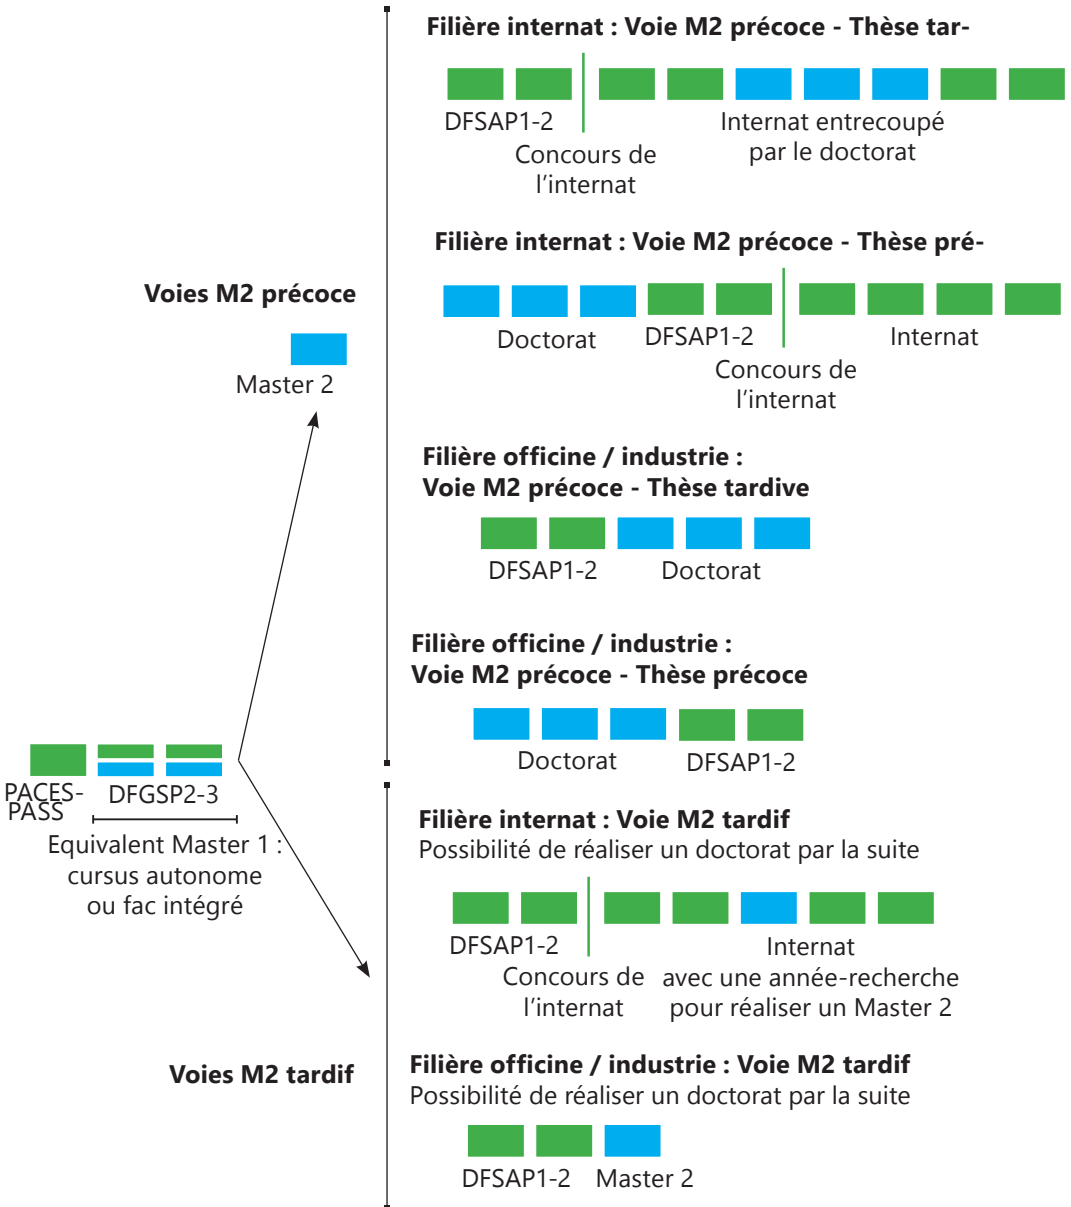 Filière internat : Voie M2 précoce - Thèse tar-
DFSAP1-2
Concours de
l'internat
Internat entrecoupé
par le doctorat
Filière internat : Voie M2 précoce - Thèse pré-
Doctorat
DFSAP1-2
Concours de
l'internat
Internat
Voies M2 précoce
Master 2
Filière officine / industrie :
Voie M2 précoce - Thèse tardive
DFSAP1-2
Doctorat
Filière officine / industrie :
Voie M2 précoce - Thèse précoce
Doctorat
DFSAP1-2
PACES-
PASS
DFGSP2-3
Equivalent Master 1 :
cursus autonome
ou fac intégré
Filière internat : Voie M2 tardif
Possibilité de réaliser un doctorat par la suite
DFSAP1-2
Concours de
l'internat
Internat
avec une année-recherche
pour réaliser un Master 2
Voies M2 tardif
Filière officine / industrie : Voie M2 tardif
Possibilité de réaliser un doctorat par la suite
DFSAP1-2
Master 2